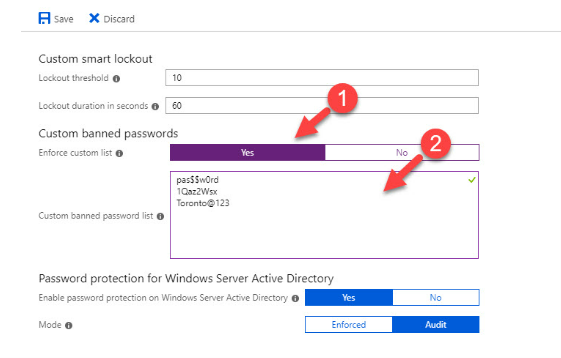 Save Discard
Custom smart lockout
Lockout threshold 10
Lockout duration in seconds 60
1
Custom banned passwords
Enforce custom list Yes No
2
pas$$w0rd
1Qaz2Wsx
Toronto@123
Custom banned password list
Password protection for Windows Server Active Directory
Enable password protection on Windows Server Active Directory Yes No
Mode Enforced Audit